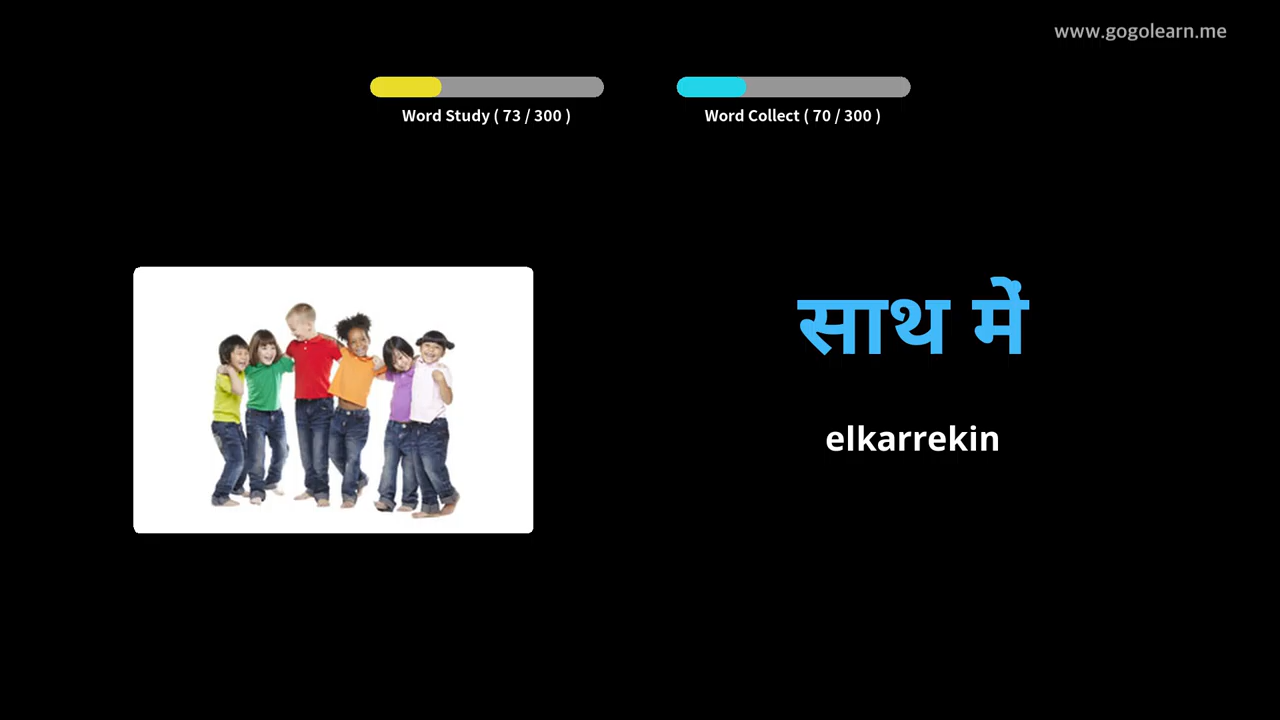 www.gogolearn.me
Word Study ( 73 / 300 )
Word Collect ( 70 / 300 )
साथ में
elkarrekin